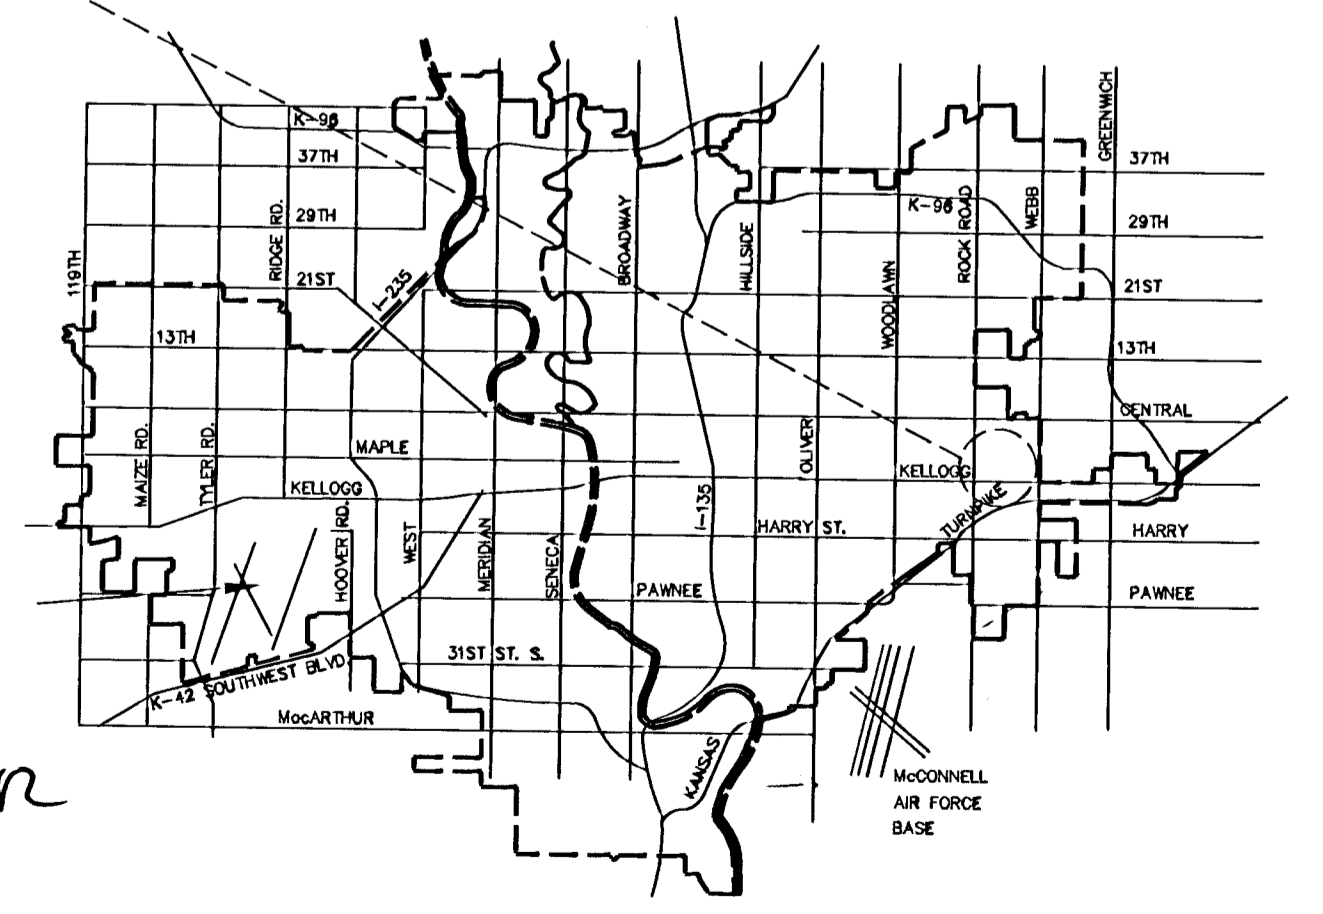 GREENWICH
K-96
37TH
37TH
RIDGE RD.
29TH
BROADWAY
HILLSIDE
K-96
ROCK ROAD
WEBB
29TH
119TH
21ST
I-235
WOODLAWN
21ST
13TH
13TH
MAIZE RD.
TYLER RD.
MAPLE
OLIVER
CENTRAL
KELLOGG
KELLOGG
HOOVER RD.
WEST
MERIDIAN
SENECA
I-135
HARRY ST.
TURNPIKE
HARRY
PAWNEE
PAWNEE
31ST ST. S.
K-42 SOUTHWEST BLVD.
McARTHUR
KANSAS
McCONNELL
AIR FORCE
BASE